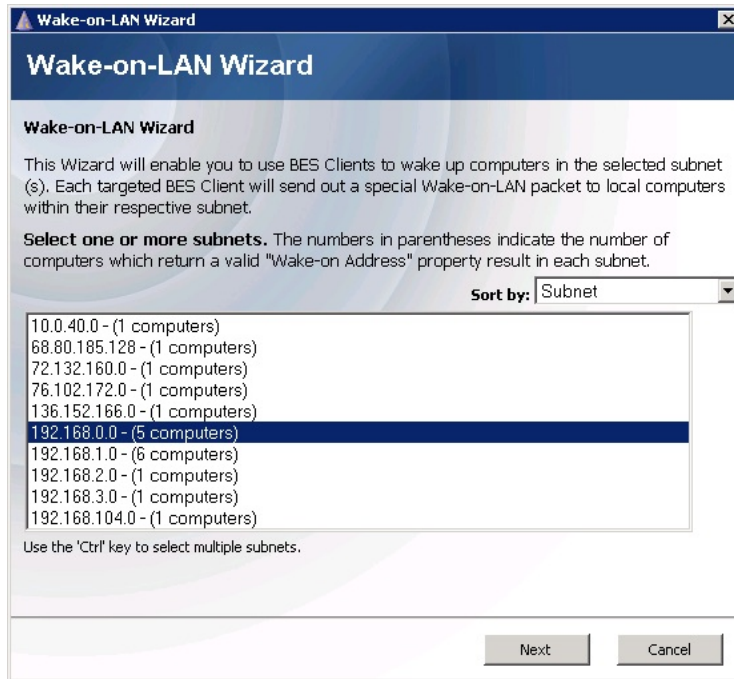 Wake-on-LAN Wizard
Wake-on-LAN Wizard
Wake-on-LAN Wizard
This Wizard will enable you to use BES Clients to wake up computers in the selected subnet
(s). Each targeted BES Client will send out a special Wake-on-LAN packet to local computers
within their respective subnet.
Select one or more subnets. The numbers in parentheses indicate the number of
computers which return a valid "Wake-on Address" property result in each subnet.
Sort by: Subnet
10.0.40.0 - (1 computers)
68.80.185.128 - (1 computers)
72.132.160.0 - (1 computers)
76.102.172.0 - (1 computers)
136.152.166.0 - (1 computers)
192.168.0.0 - (5 computers)
192.168.1.0 - (6 computers)
192.168.2.0 - (1 computers)
192.168.3.0 - (1 computers)
192.168.104.0 - (1 computers)
Use the 'Ctrl' key to select multiple subnets.
Next Cancel